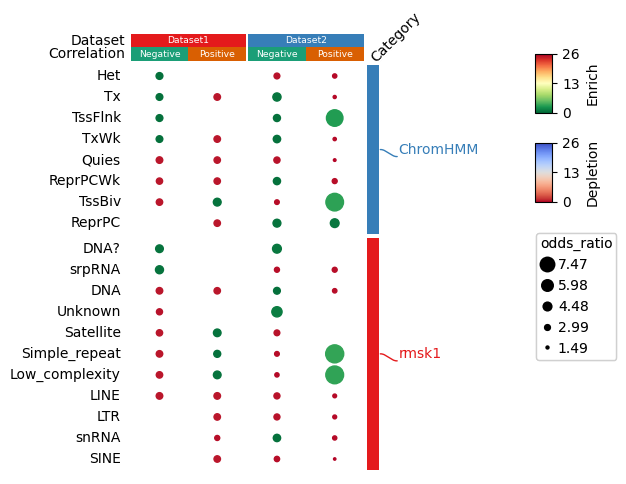 Dataset Dataset1 Dataset2
Correlation Negative Positive Negative Positive Category
Het
Tx
TssFlnk
TxWk
Quies
ReprPCWk
TssBiv
ReprPC
ChromHMM
DNA?
srpRNA
DNA
Unknown
Satellite
Simple_repeat
Low_complexity
LINE
LTR
snRNA
SINE
rmsk1
26
13
0
Enrich
26
13
0
Depletion
odds_ratio
7.47
5.98
4.48
2.99
1.49